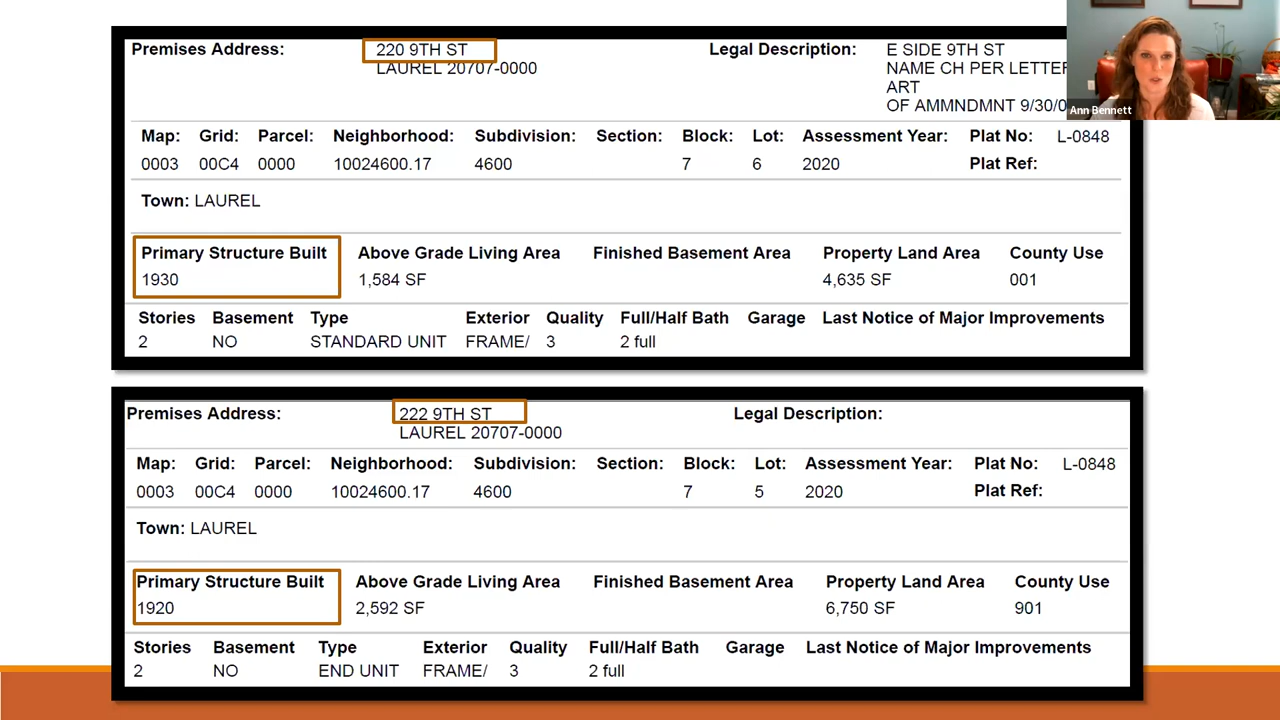 Premises Address: 220 9TH ST Legal Description: E SIDE 9TH ST
LAUREL 20707-0000 NAME CH PER LETTER
ART
OF AMMNDMNT 9/30/0
Ann Bennett
Map: Grid: Parcel: Neighborhood: Subdivision: Section: Block: Lot: Assessment Year: Plat No: L-0848
0003 00C4 0000 10024600.17 4600 7 6 2020 Plat Ref:
Town: LAUREL
Primary Structure Built Above Grade Living Area Finished Basement Area Property Land Area County Use
1930 1,584 SF 4,635 SF 001
Stories Basement Type Exterior Quality Full/Half Bath Garage Last Notice of Major Improvements
2 NO STANDARD UNIT FRAME/ 3 2 full
Premises Address: 222 9TH ST Legal Description:
LAUREL 20707-0000
Map: Grid: Parcel: Neighborhood: Subdivision: Section: Block: Lot: Assessment Year: Plat No: L-0848
0003 00C4 0000 10024600.17 4600 7 5 2020 Plat Ref:
Town: LAUREL
Primary Structure Built Above Grade Living Area Finished Basement Area Property Land Area County Use
1920 2,592 SF 6,750 SF 901
Stories Basement Type Exterior Quality Full/Half Bath Garage Last Notice of Major Improvements
2 NO END UNIT FRAME/ 3 2 full